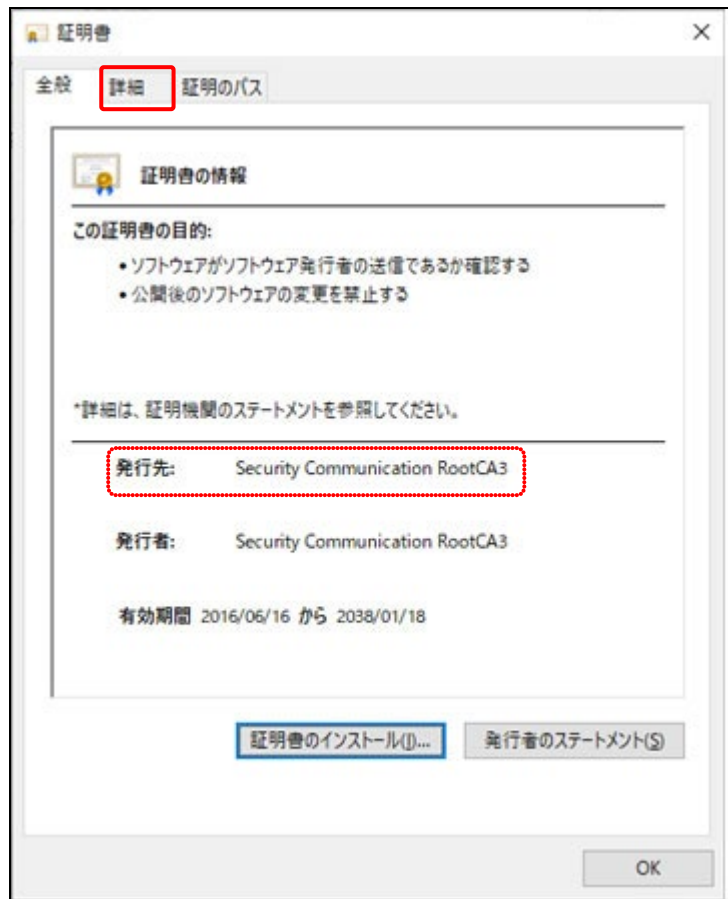 証明書
全般 詳細 証明のパス
証明書の情報
この証明書の目的:
• ソフトウェアがソフトウェア発行者の送信であるか確認する
• 公開後のソフトウェアの変更を禁止する
*詳細は、証明機関のステートメントを参照してください。
発行先: Security Communication RootCA3
発行者: Security Communication RootCA3
有効期間 2016/06/16 から 2038/01/18
証明書のインストール(I)... 発行者のステートメント(S)
OK